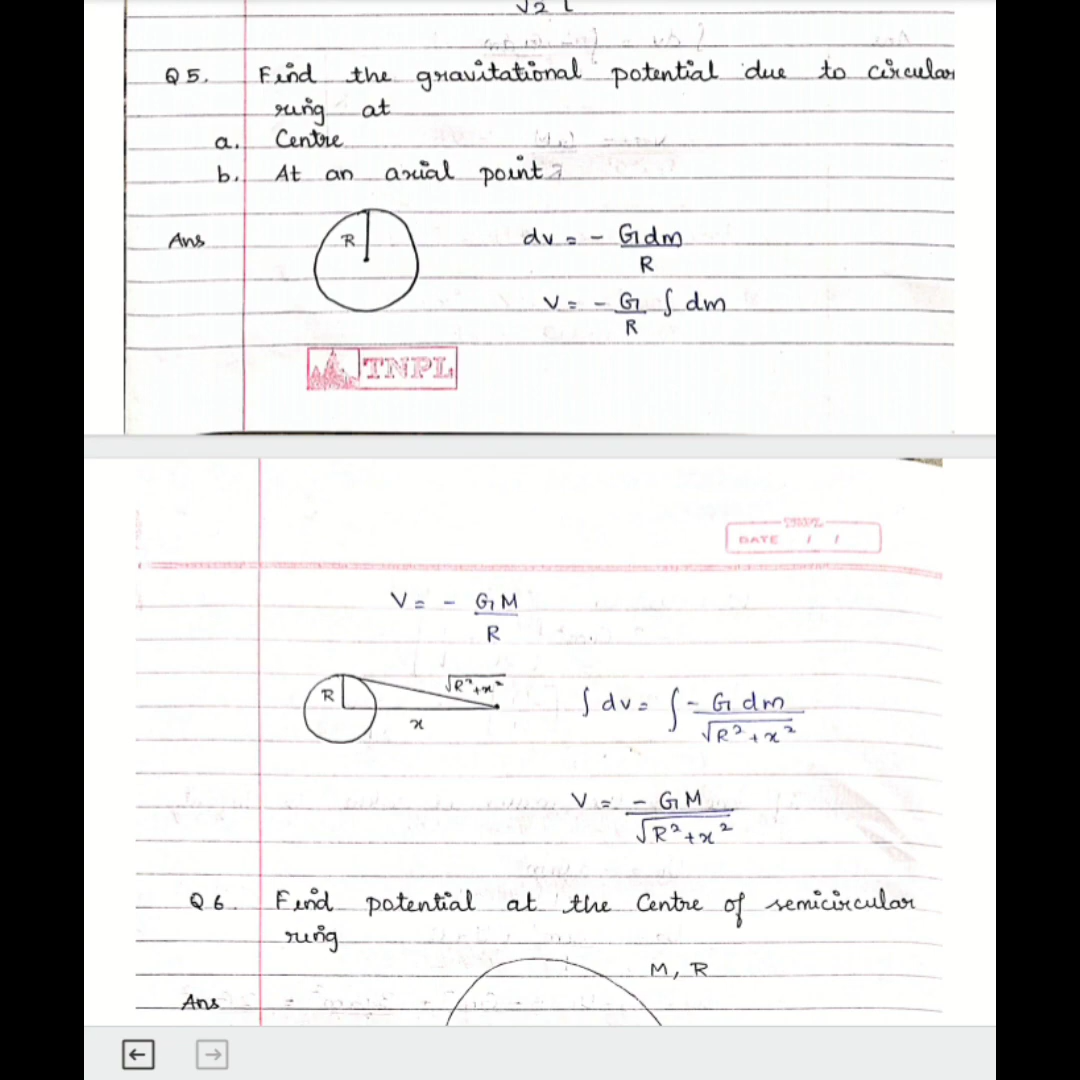 √2 l
Q5. Find the gravitational potential due to circular
ring at
a. Centre
b. At an axial point
Ans
R
dv = - Gdm
R
V = - G ∫ dm
R
TNPL
TNPL
DATE / /
V = - GM
R
R
√R²+x²
x
∫ dv = ∫ - G dm
√R²+x²
V = - GM
√R²+x²
Q6. Find potential at the Centre of semicircular
ring
M, R
Ans